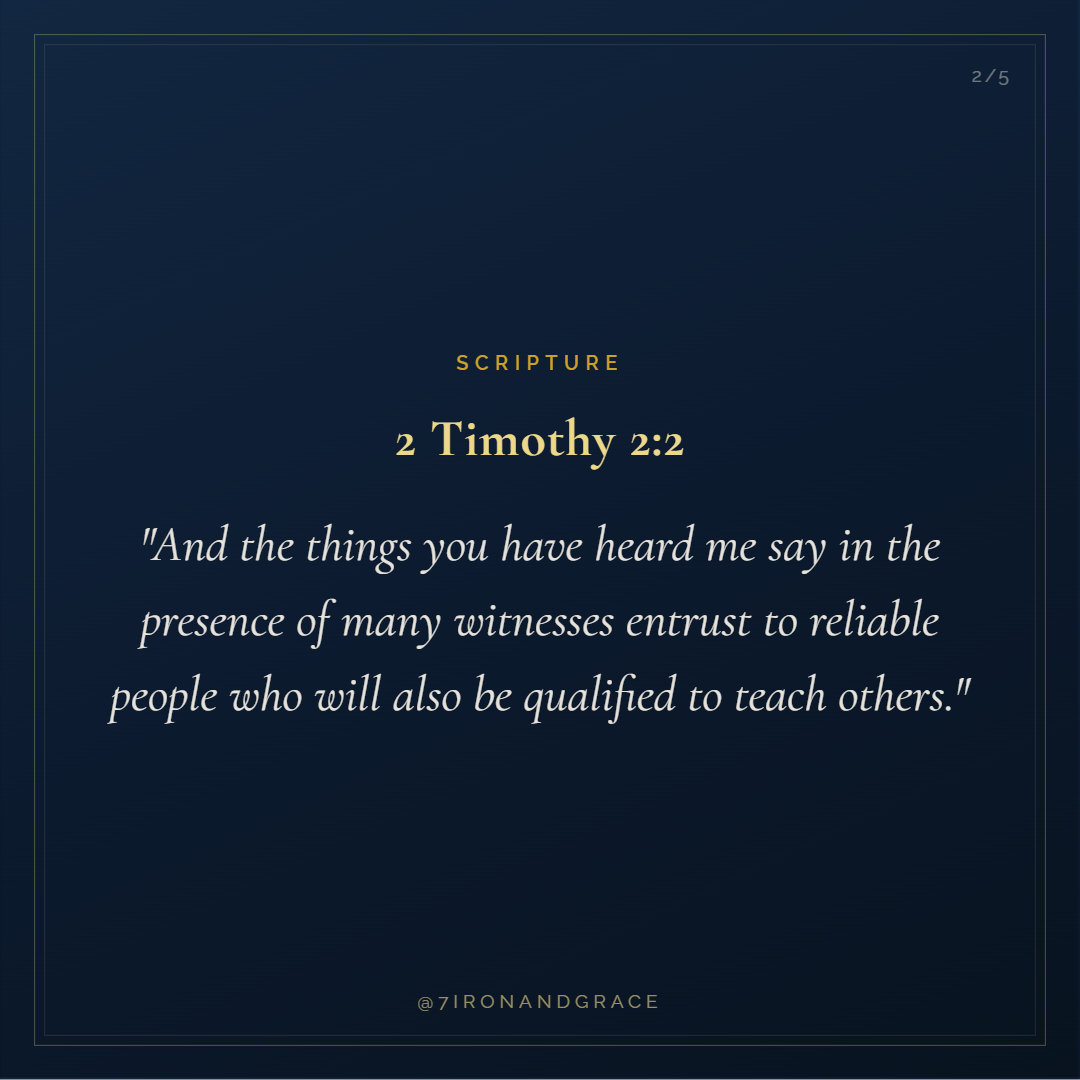 2/5
SCRIPTURE
2 Timothy 2:2
"And the things you have heard me say in the
presence of many witnesses entrust to reliable
people who will also be qualified to teach others."
@7IRONANDGRACE